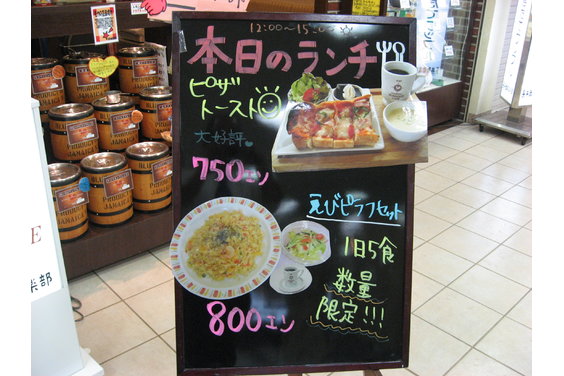 12:00～15:00
本日のランチ
ピザ
トースト
大好評
750エン
えびピラフセット
1日5食
数量
限定!!!
800エン
PRODUCT
JAMAICA